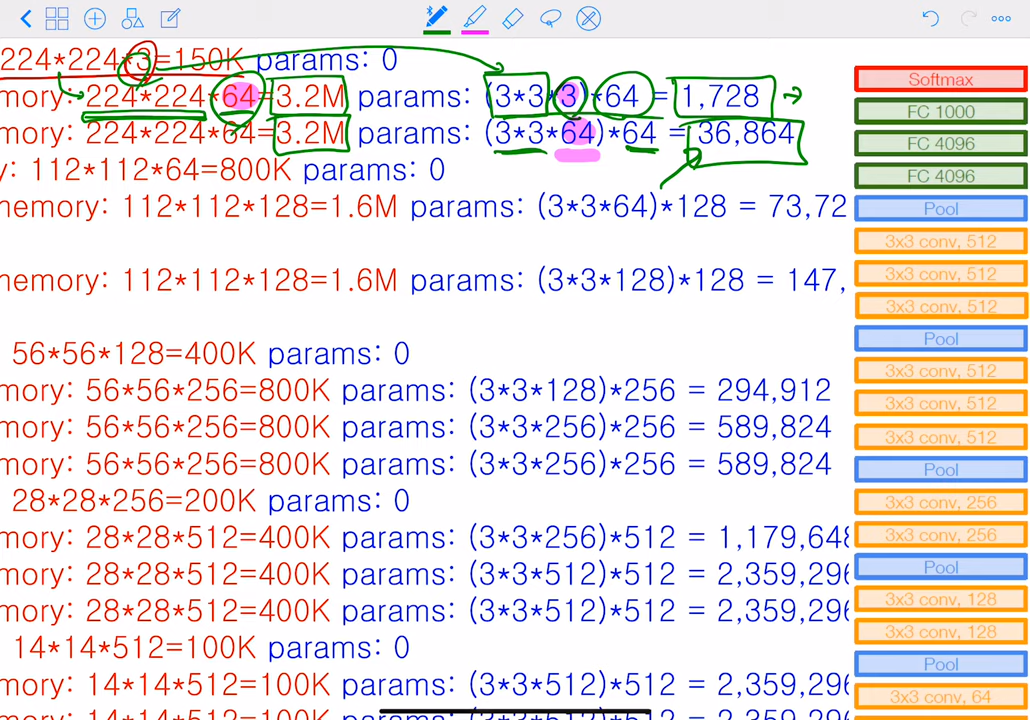 224*224*3=150K params: 0
mory: 224*224*64=3.2M params: (3*3*3)*64 = 1,728
mory: 224*224*64=3.2M params: (3*3*64)*64 = 36,864
y: 112*112*64=800K params: 0
memory: 112*112*128=1.6M params: (3*3*64)*128 = 73,72
memory: 112*112*128=1.6M params: (3*3*128)*128 = 147,
56*56*128=400K params: 0
mory: 56*56*256=800K params: (3*3*128)*256 = 294,912
mory: 56*56*256=800K params: (3*3*256)*256 = 589,824
mory: 56*56*256=800K params: (3*3*256)*256 = 589,824
28*28*256=200K params: 0
mory: 28*28*512=400K params: (3*3*256)*512 = 1,179,648
mory: 28*28*512=400K params: (3*3*512)*512 = 2,359,296
mory: 28*28*512=400K params: (3*3*512)*512 = 2,359,296
14*14*512=100K params: 0
mory: 14*14*512=100K params: (3*3*512)*512 = 2,359,296
Softmax
FC 1000
FC 4096
FC 4096
Pool
3x3 conv, 512
3x3 conv, 512
3x3 conv, 512
Pool
3x3 conv, 512
3x3 conv, 512
3x3 conv, 512
Pool
3x3 conv, 256
3x3 conv, 256
Pool
3x3 conv, 128
3x3 conv, 128
Pool
3x3 conv, 64